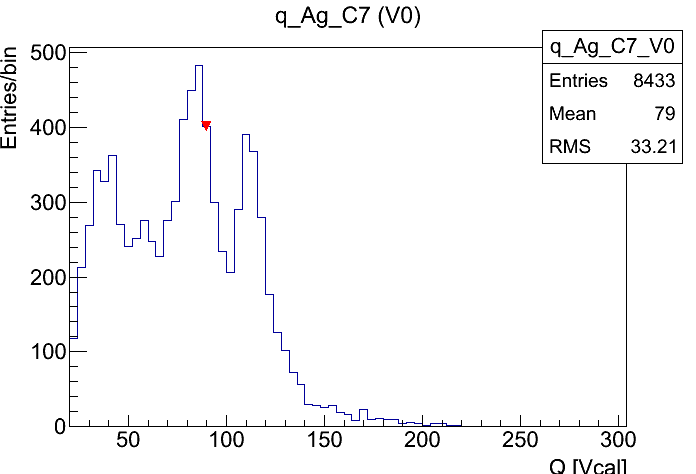 q_Ag_C7 (V0)
q_Ag_C7_V0
Entries 8433
Mean 79
RMS 33.21
Entries/bin
500
400
300
200
100
0
50 100 150 200 250 300
Q [Vcal]